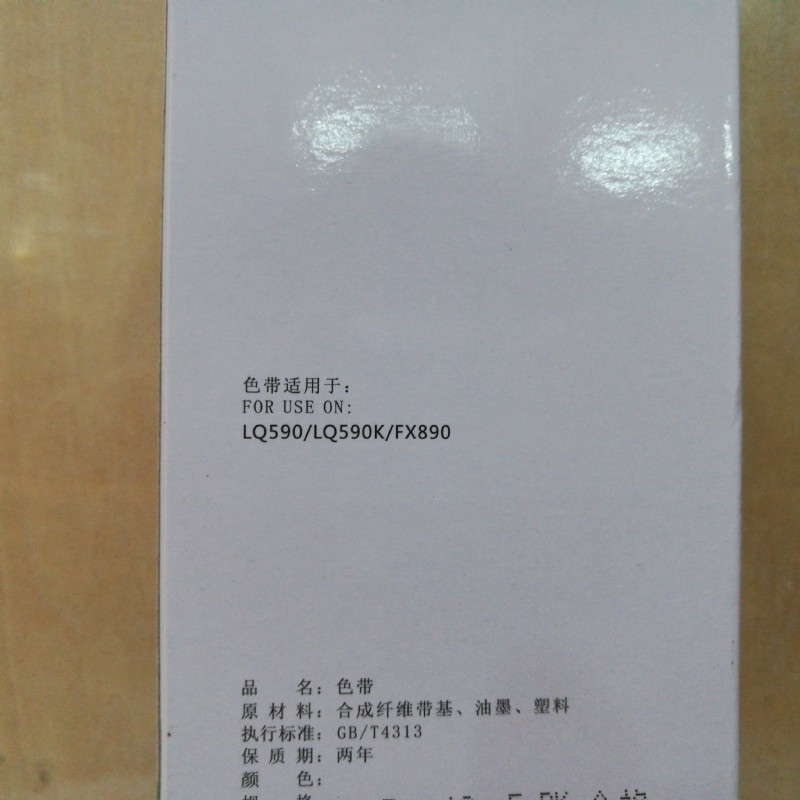 色带适用于：
FOR USE ON:
LQ590/LQ590K/FX890
品 名：色带
原 材 料：合成纤维带基、油墨、塑料
执行标准：GB/T4313
保 质 期：两年
颜 色：